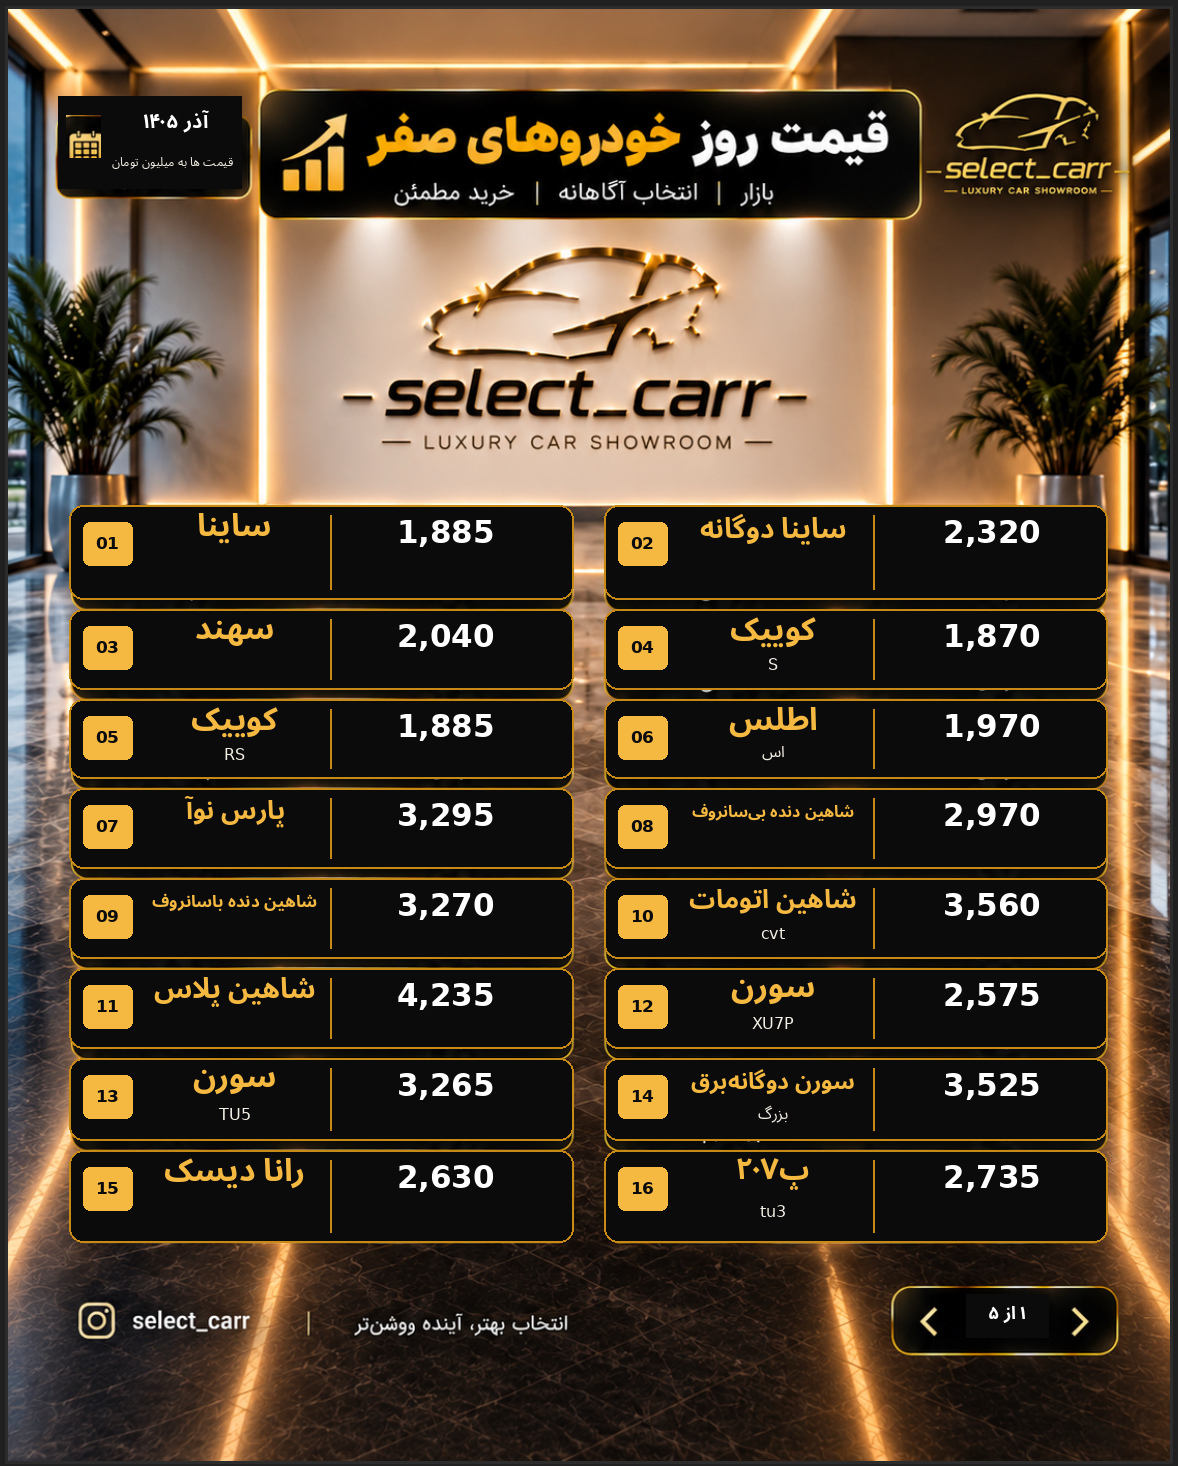 آذر ۱۴۰۵
قیمت ها به میلیون تومان
قیمت روز خودروهای صفر
بازار | انتخاب آگاهانه | خرید مطمئن
select_carr
LUXURY CAR SHOWROOM
select_carr
LUXURY CAR SHOWROOM
01 ساینا 1,885
02 ساینا دوگانه 2,320
03 سهند 2,040
04 کوییک 1,870
S
05 کوییک 1,885
RS
06 اطلس 1,970
اس
07 پارس نوآ 3,295
08 شاهین دنده بی‌سانروف 2,970
09 شاهین دنده باسانروف 3,270
10 شاهین اتومات 3,560
cvt
11 شاهین پلاس 4,235
12 سورن 2,575
XU7P
13 سورن 3,265
TU5
14 سورن دوگانه‌برق 3,525
بزرگ
15 رانا دیسک 2,630
16 پ۲۰۷ 2,735
tu3
select_carr | انتخاب بهتر، آینده ووشن‌تر
۱ از ۵